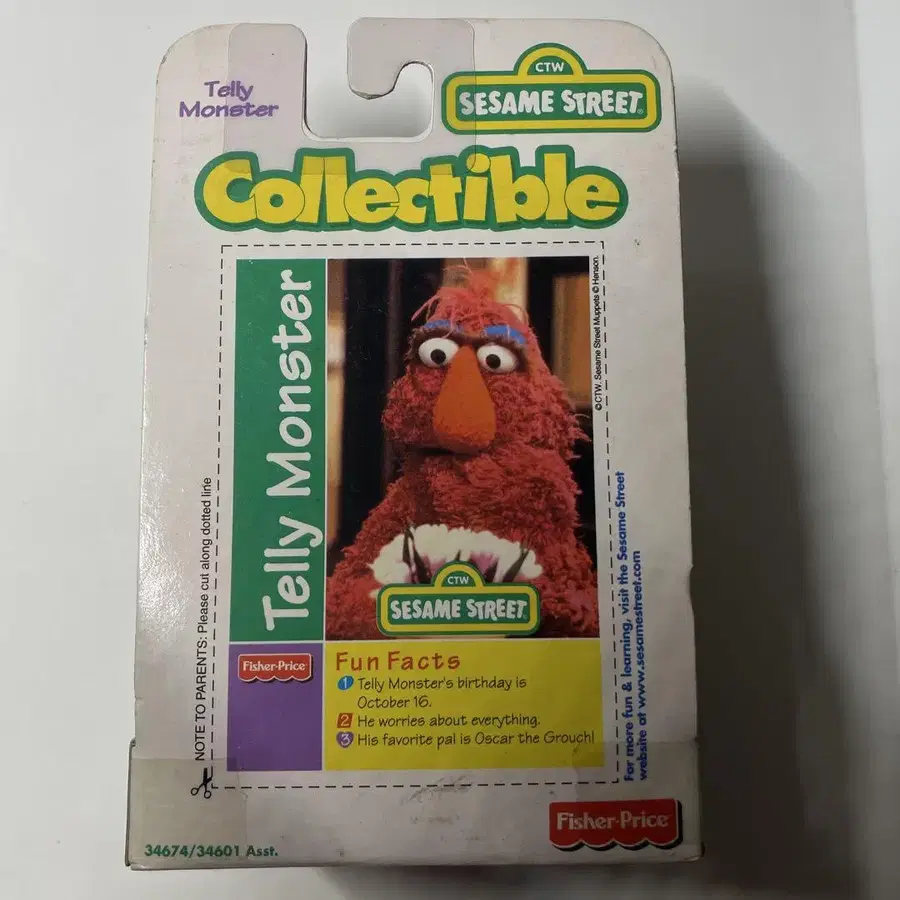 Telly
Monster
CTW
SESAME STREET
Collectible
Telly Monster
©CTW. Sesame Street Muppets © Henson.
CTW
SESAME STREET
Fisher-Price
Fun Facts
1 Telly Monster's birthday is
October 16.
2 He worries about everything.
3 His favorite pal is Oscar the Grouch!
NOTE TO PARENTS: Please cut along dotted line
For more fun & learning, visit the Sesame Street
website at www.sesamestreet.com
Fisher-Price
34674/34601 Asst.